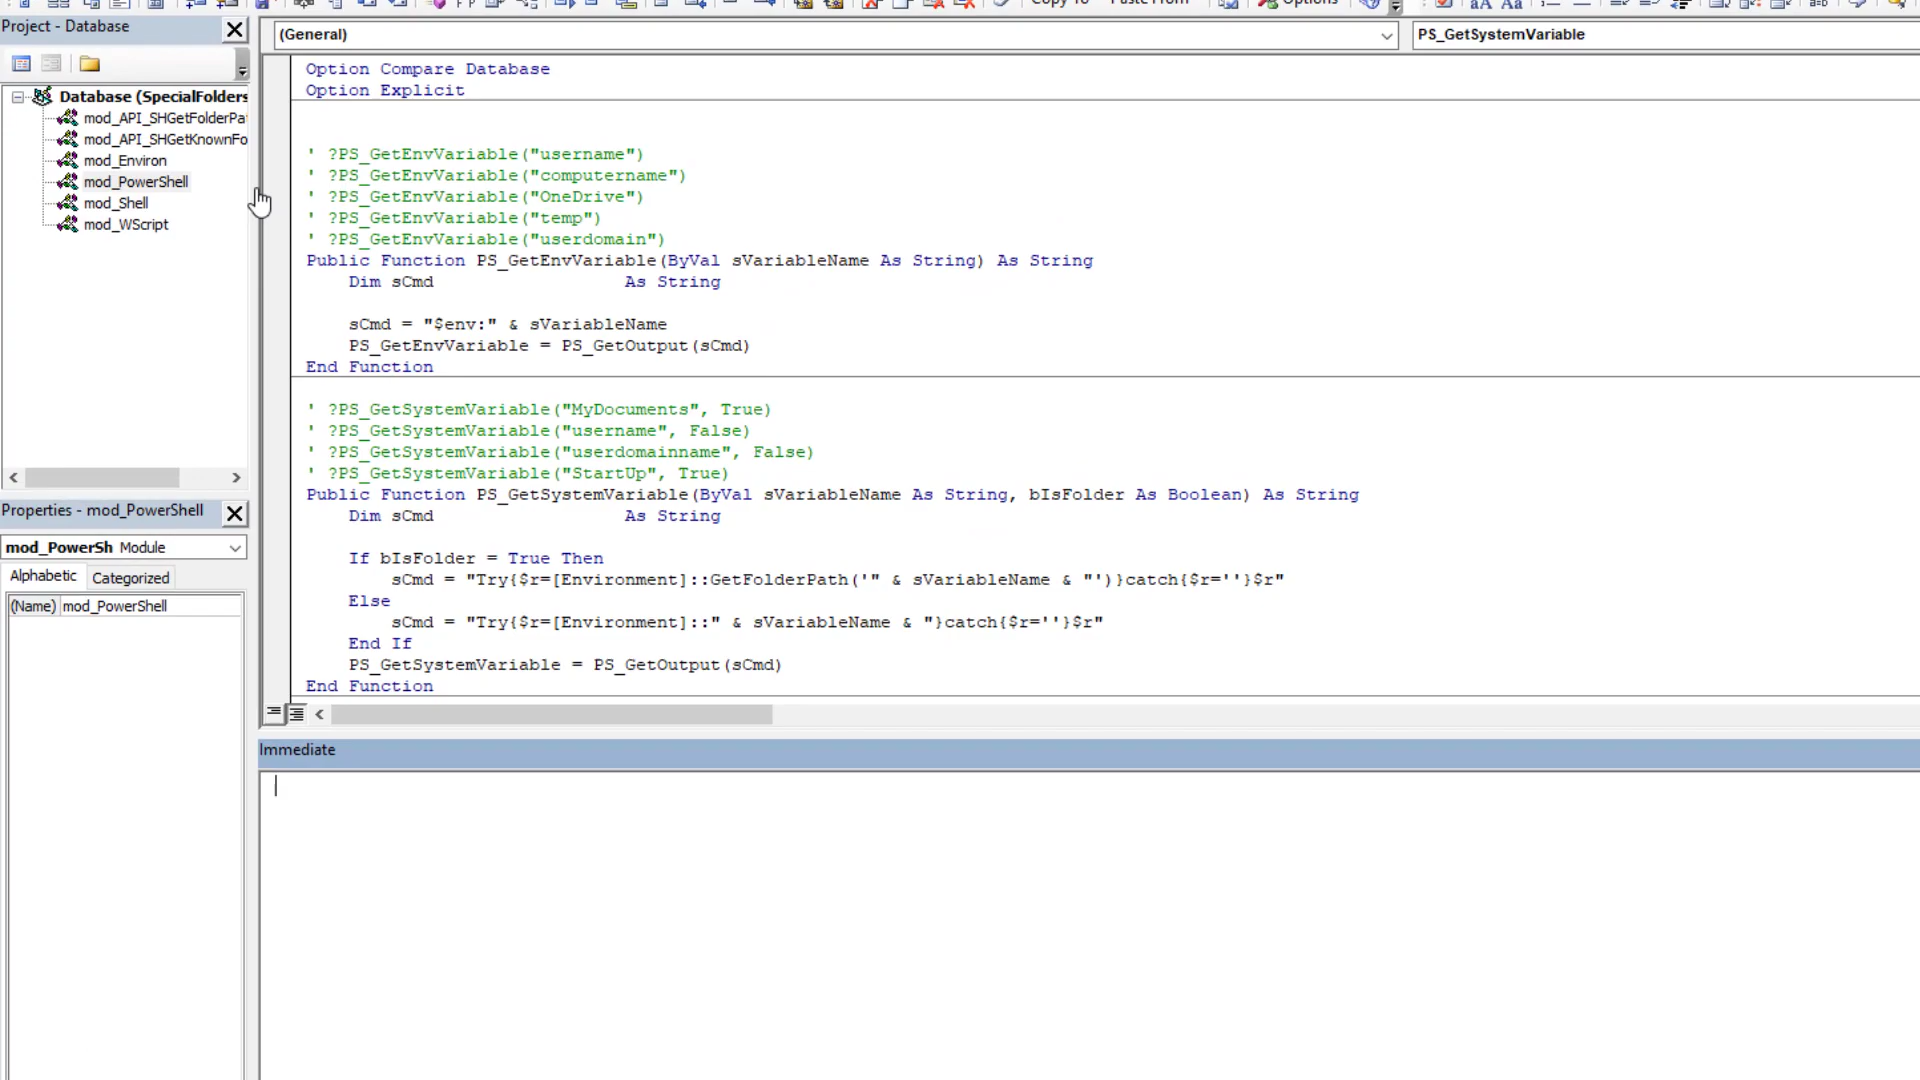 Copy To
Paste From
Options
Project - Database
Database (SpecialFolders
mod_API_SHGetFolderPa
mod_API_SHGetKnownFo
mod_Environ
mod_PowerShell
mod_Shell
mod_WScript
Properties - mod_PowerShell
mod_PowerSh Module
Alphabetic Categorized
(Name) mod_PowerShell
(General)
PS_GetSystemVariable
Option Compare Database
Option Explicit
' ?PS_GetEnvVariable("username")
' ?PS_GetEnvVariable("computername")
' ?PS_GetEnvVariable("OneDrive")
' ?PS_GetEnvVariable("temp")
' ?PS_GetEnvVariable("userdomain")
Public Function PS_GetEnvVariable(ByVal sVariableName As String) As String
Dim sCmd As String
sCmd = "$env:" & sVariableName
PS_GetEnvVariable = PS_GetOutput(sCmd)
End Function
' ?PS_GetSystemVariable("MyDocuments", True)
' ?PS_GetSystemVariable("username", False)
' ?PS_GetSystemVariable("userdomainname", False)
' ?PS_GetSystemVariable("StartUp", True)
Public Function PS_GetSystemVariable(ByVal sVariableName As String, bIsFolder As Boolean) As String
Dim sCmd As String
If bIsFolder = True Then
sCmd = "Try{$r=[Environment]::GetFolderPath('" & sVariableName & "')}catch{$r=''}$r"
Else
sCmd = "Try{$r=[Environment]::" & sVariableName & "}catch{$r=''}$r"
End If
PS_GetSystemVariable = PS_GetOutput(sCmd)
End Function
Immediate